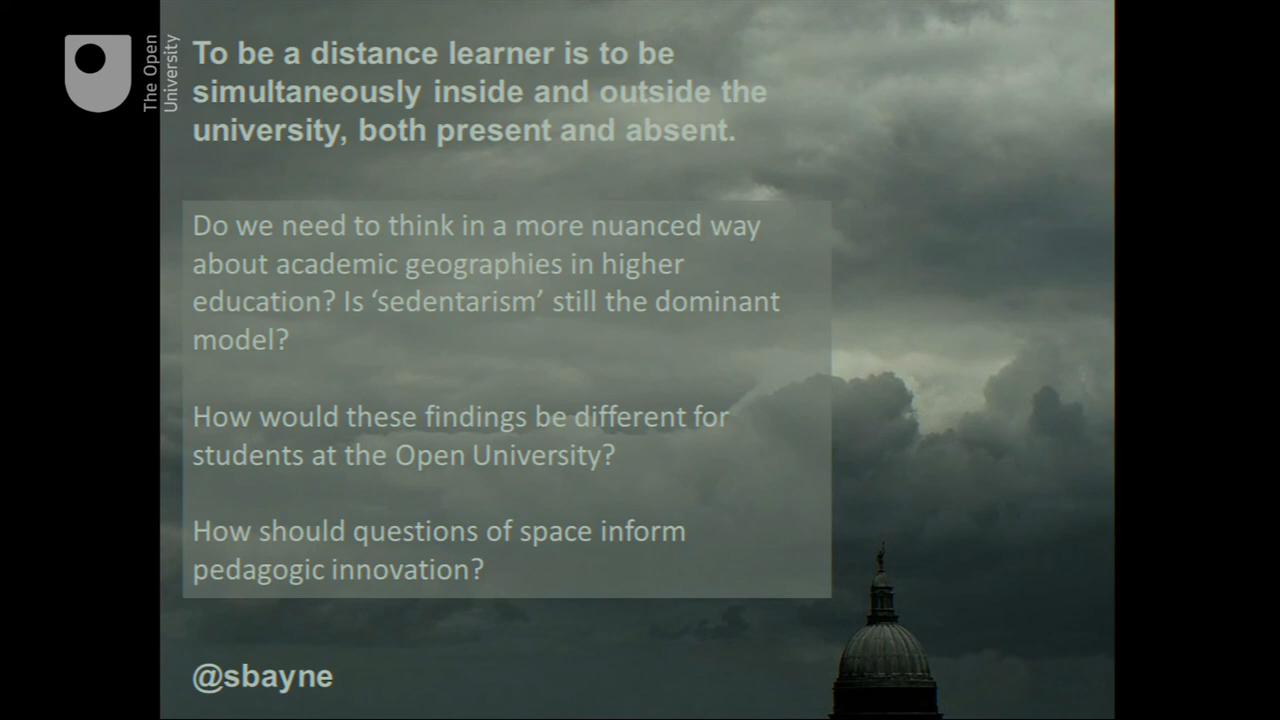 The Open
University
To be a distance learner is to be
simultaneously inside and outside the
university, both present and absent.
Do we need to think in a more nuanced way
about academic geographies in higher
education? Is ‘sedentarism’ still the dominant
model?
How would these findings be different for
students at the Open University?
How should questions of space inform
pedagogic innovation?
@sbayne